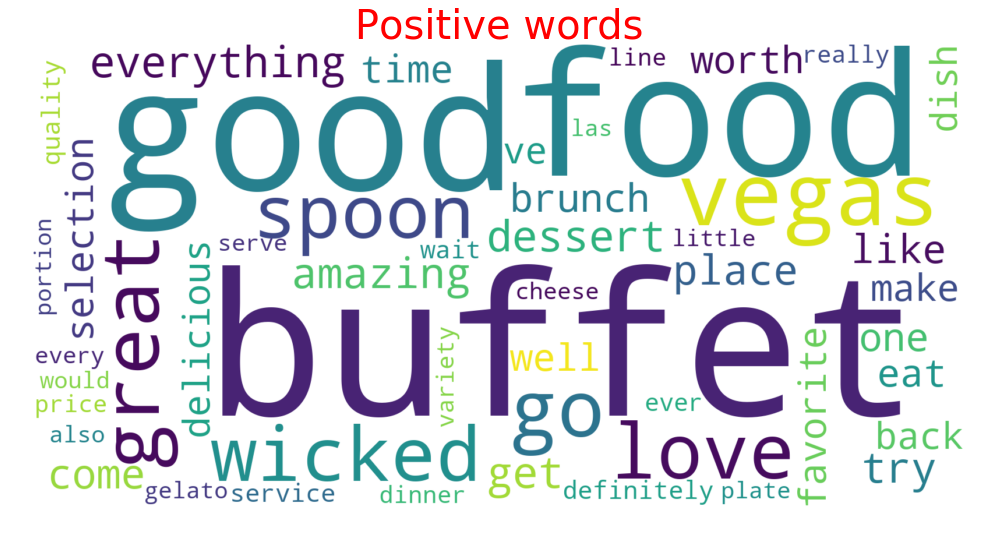 Positive words
everything
time
line
worth
really
dish
quality
good
food
las
ve
selection
spoon
brunch
vegas
portion
great
delicious
serve
wait
dessert
little
like
amazing
place
make
cheese
buffet
every
would
price
variety
well
one
eat
favorite
also
go
ever
love
back
wicked
come
get
try
gelato
service
dinner
definitely
plate